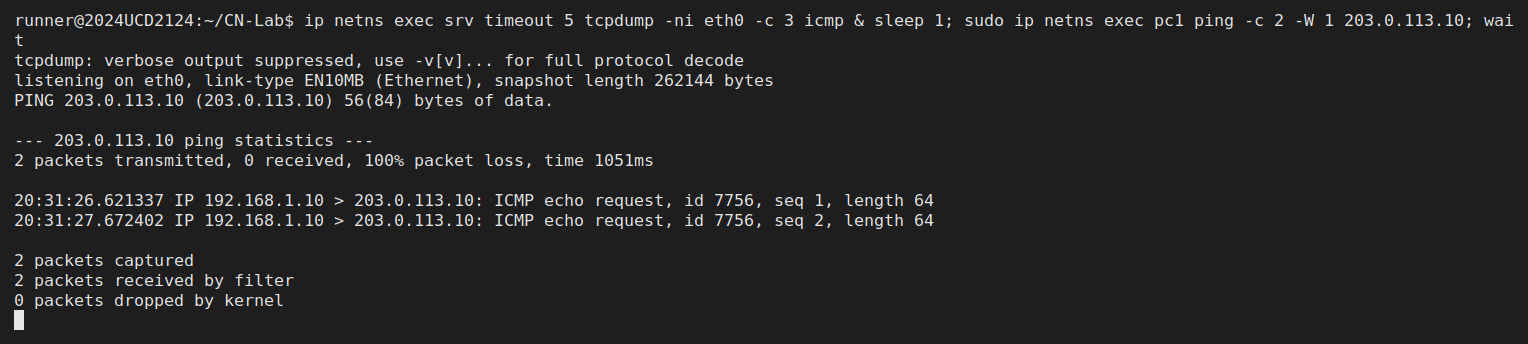 runner@2024UCD2124:~/CN-Lab$ ip netns exec srv timeout 5 tcpdump -ni eth0 -c 3 icmp & sleep 1; sudo ip netns exec pc1 ping -c 2 -W 1 203.0.113.10; wai
t
tcpdump: verbose output suppressed, use -v[v]... for full protocol decode
listening on eth0, link-type EN10MB (Ethernet), snapshot length 262144 bytes
PING 203.0.113.10 (203.0.113.10) 56(84) bytes of data.

--- 203.0.113.10 ping statistics ---
2 packets transmitted, 0 received, 100% packet loss, time 1051ms

20:31:26.621337 IP 192.168.1.10 > 203.0.113.10: ICMP echo request, id 7756, seq 1, length 64
20:31:27.672402 IP 192.168.1.10 > 203.0.113.10: ICMP echo request, id 7756, seq 2, length 64

2 packets captured
2 packets received by filter
0 packets dropped by kernel